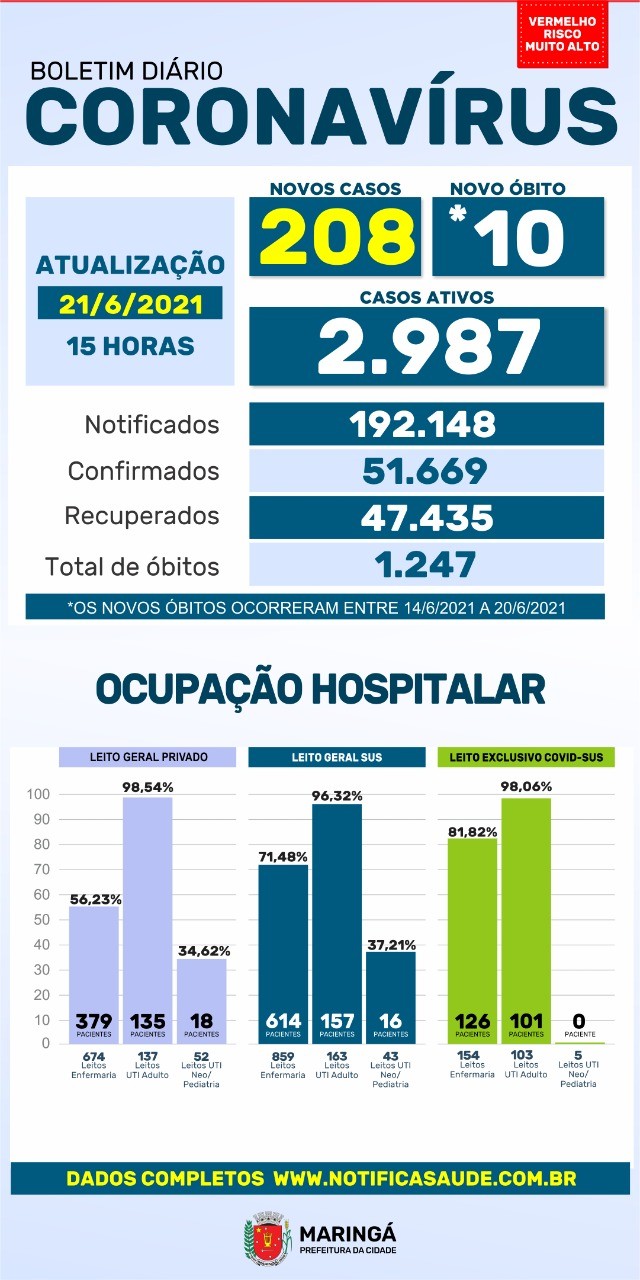 VERMELHO
RISCO
MUITO ALTO
BOLETIM DIÁRIO
CORONAVÍRUS
ATUALIZAÇÃO
21/6/2021
15 HORAS
NOVOS CASOS
208
NOVO ÓBITO
*10
CASOS ATIVOS
2.987
Notificados 192.148
Confirmados 51.669
Recuperados 47.435
Total de óbitos 1.247
*OS NOVOS ÓBITOS OCORRERAM ENTRE 14/6/2021 A 20/6/2021
OCUPAÇÃO HOSPITALAR
LEITO GERAL PRIVADO
LEITO GERAL SUS
LEITO EXCLUSIVO COVID-SUS
100
90
80
70
60
50
40
30
20
10
0
56,23%
98,54%
34,62%
379
PACIENTES
135
PACIENTES
18
PACIENTES
674
Leitos
Enfermaria
137
Leitos
UTI Adulto
52
Leitos UTI
Neo/
Pediatria
71,48%
96,32%
37,21%
614
PACIENTES
157
PACIENTES
16
PACIENTES
859
Leitos
Enfermaria
163
Leitos
UTI Adulto
43
Leitos UTI
Neo/
Pediatria
81,82%
98,06%
126
PACIENTES
101
PACIENTES
0
PACIENTE
154
Leitos
Enfermaria
103
Leitos
UTI Adulto
5
Leitos UTI
Neo/
Pediatria
DADOS COMPLETOS WWW.NOTIFICASAUDE.COM.BR
MARINGÁ
PREFEITURA DA CIDADE